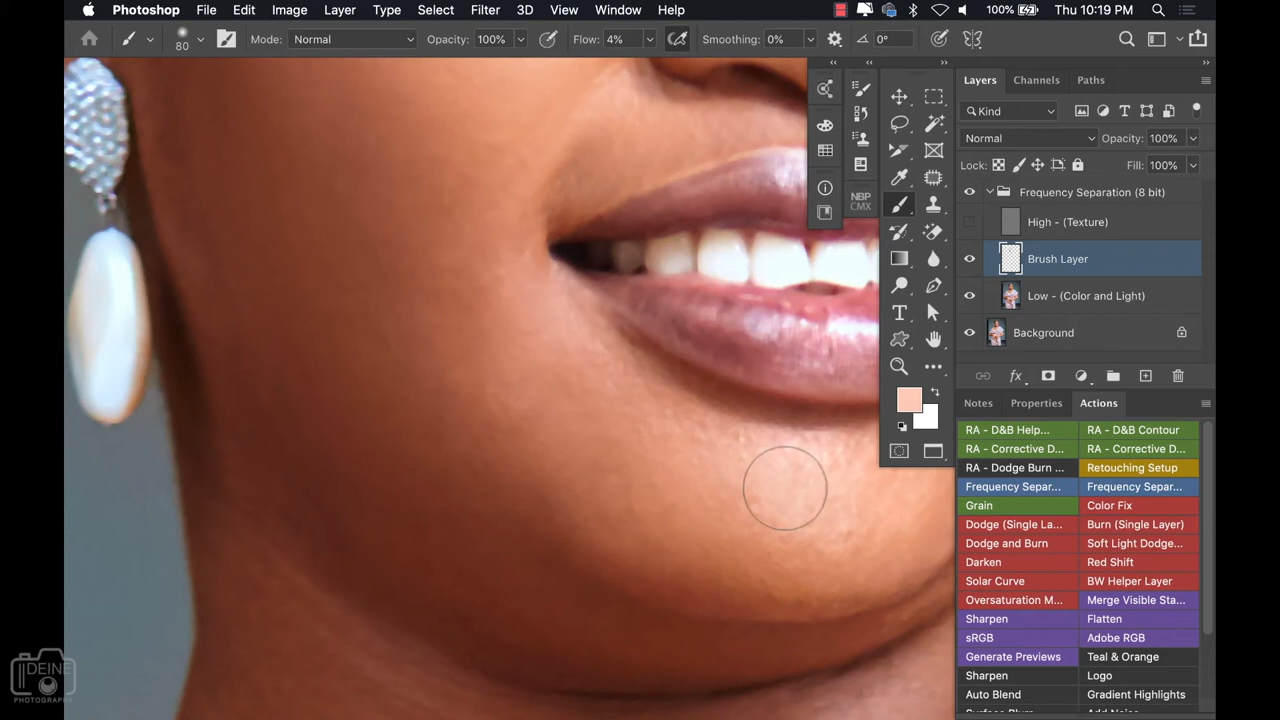 Photoshop File Edit Image Layer Type Select Filter 3D View Window Help 100% Thu 10:19 PM
80 Mode: Normal Opacity: 100% Flow: 4% Smoothing: 0% 0°
Layers Channels Paths
Kind
Normal Opacity: 100%
Lock: Fill: 100%
Frequency Separation (8 bit)
High - (Texture)
Brush Layer
Low - (Color and Light)
Background
NBP
CMX
fx
Notes Properties Actions
RA - D&B Help... RA - D&B Contour
RA - Corrective D... RA - Corrective D...
RA - Dodge Burn ... Retouching Setup
Frequency Separ... Frequency Separ...
Grain Color Fix
Dodge (Single La... Burn (Single Layer)
Dodge and Burn Soft Light Dodge...
Darken Red Shift
Solar Curve BW Helper Layer
Oversaturation M... Merge Visible Sta...
Sharpen Flatten
sRGB Adobe RGB
Generate Previews Teal & Orange
Sharpen Logo
Auto Blend Gradient Highlights
Surface Blur Add Noise
DEINE
PHOTOGRAPHY